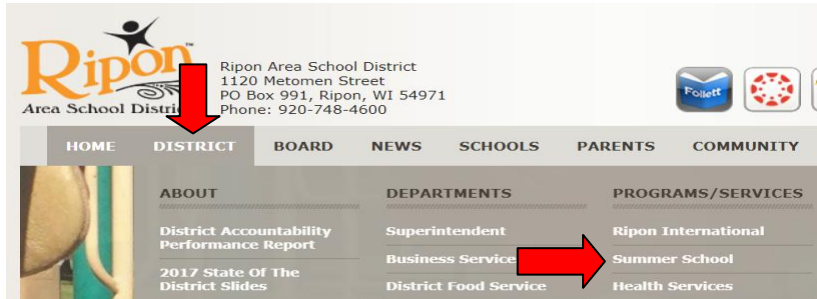 Ripon™
Area School Distric
Ripon Area School District
1120 Metomen Street
PO Box 991, Ripon, WI 54971
Phone: 920-748-4600
Follett
HOME DISTRICT BOARD NEWS SCHOOLS PARENTS COMMUNITY
ABOUT DEPARTMENTS PROGRAMS/SERVICES
District Accountability
Performance Report
2017 State Of The
District Slides
Superintendent
Business Service
District Food Service
Ripon International
Summer School
Health Services